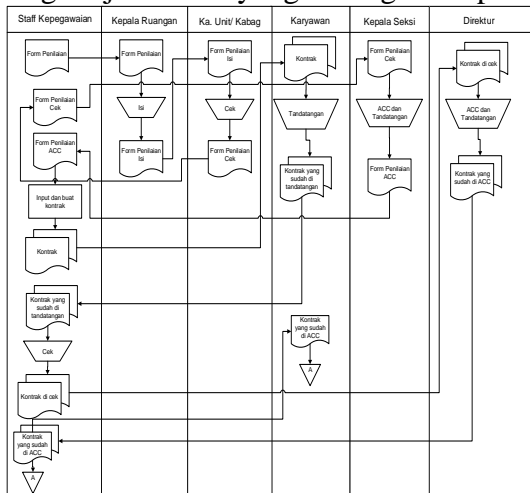 Staff Kepegawaian
Kepala Ruangan
Ka. Unit/ Kabag
Karyawan
Kepala Seksi
Direktur
Form Penilaian
Form Penilaian
Form Penilaian
Isi
Kontrak
Form Penilaian
Cek
Kontrak di cek
Form Penilaian
Cek
Isi
Cek
Tandatangan
ACC dan
Tandatangan
ACC dan
Tandatangan
Form Penilaian
ACC
Form Penilaian
Isi
Form Penilaian
Cek
Kontrak yang
sudah di
tandatangan
Form Penilaian
ACC
Kontrak yang
sudah di ACC
Input dan buat
kontrak
Kontrak
Kontrak yang
sudah di
tandatangan
Kontrak
yang sudah
di ACC
Cek
A
Kontrak di cek
Kontrak
yang sudah
di ACC
A